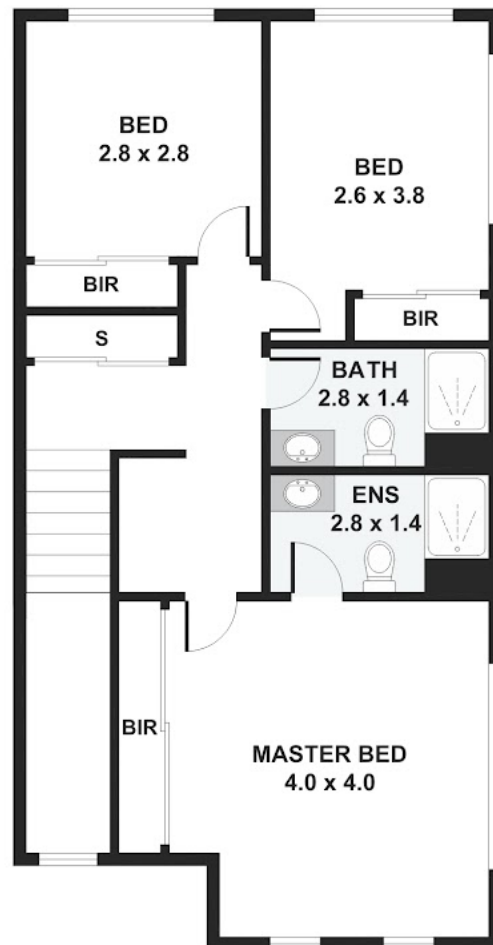 BED
2.8 x 2.8
BED
2.6 x 3.8
BIR
BIR
S
BATH
2.8 x 1.4
ENS
2.8 x 1.4
BIR
MASTER BED
4.0 x 4.0